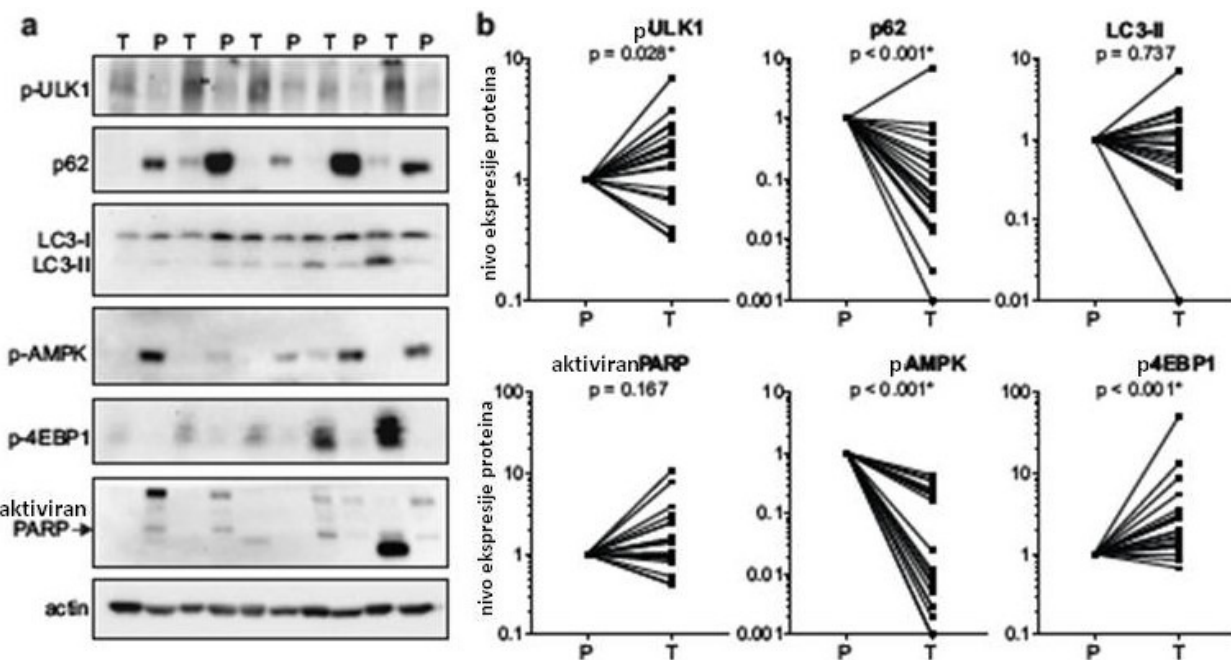 a
T P T P T P T P T P
p-ULK1
p62
LC3-I
LC3-II
p-AMPK
p-4EBP1
aktiviran
PARP
actin
b
nivo ekspresije proteina
pULK1
p = 0.028*
10
1
0.1
P T
p62
p < 0.001*
10
1
0.1
0.01
0.001
P T
LC3-II
p = 0.737
10
1
0.1
0.01
P T
nivo ekspresije proteina
aktiviranPARP
p = 0.167
100
10
1
0.1
P T
pAMPK
p < 0.001*
10
1
0.1
0.01
0.001
P T
p4EBP1
p < 0.001*
100
10
1
0.1
P T